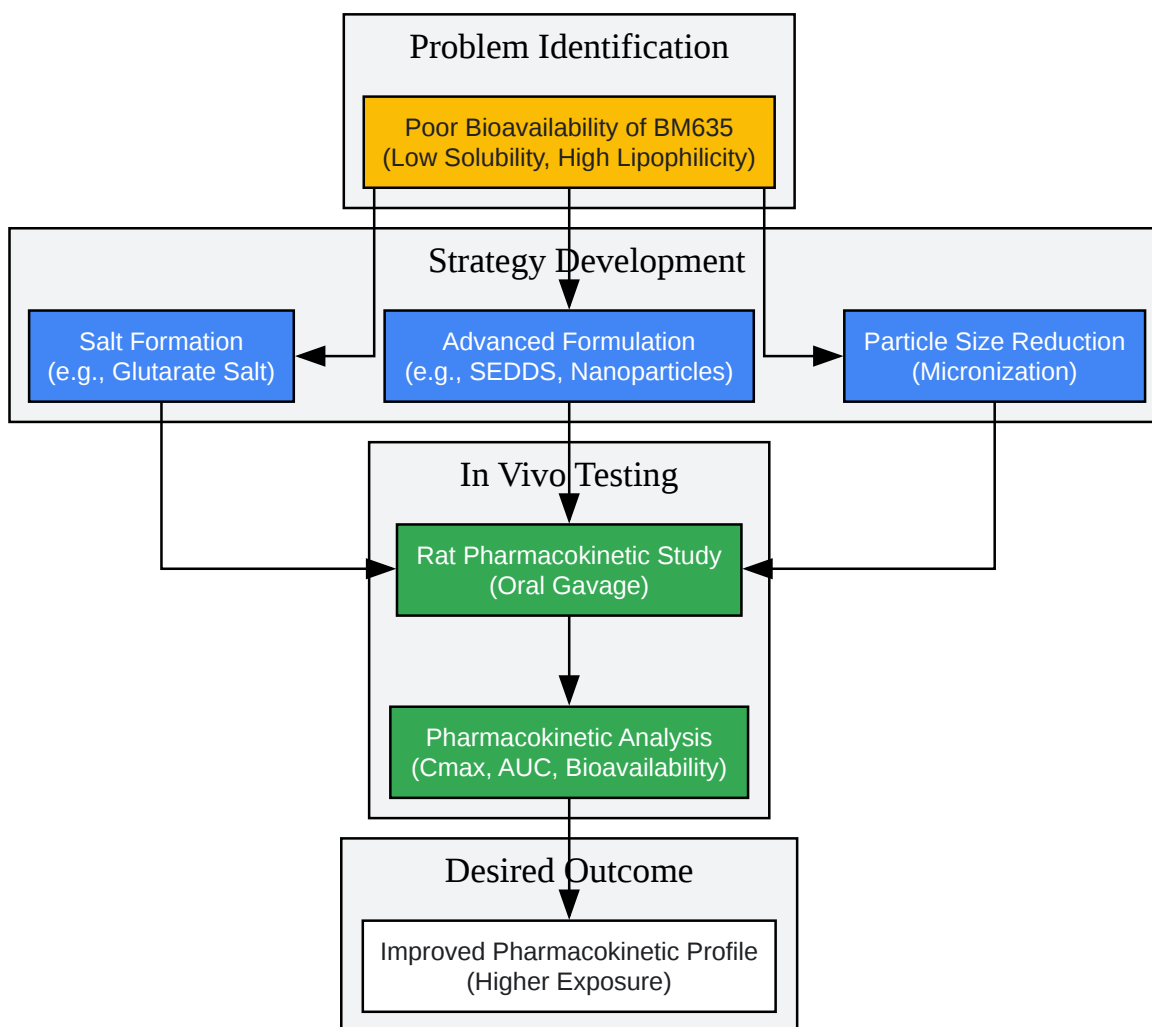 Problem Identification
Poor Bioavailability of BM635
(Low Solubility, High Lipophilicity)
Strategy Development
Salt Formation
(e.g., Glutarate Salt)
Advanced Formulation
(e.g., SEDDS, Nanoparticles)
Particle Size Reduction
(Micronization)
In Vivo Testing
Rat Pharmacokinetic Study
(Oral Gavage)
Pharmacokinetic Analysis
(Cmax, AUC, Bioavailability)
Desired Outcome
Improved Pharmacokinetic Profile
(Higher Exposure)